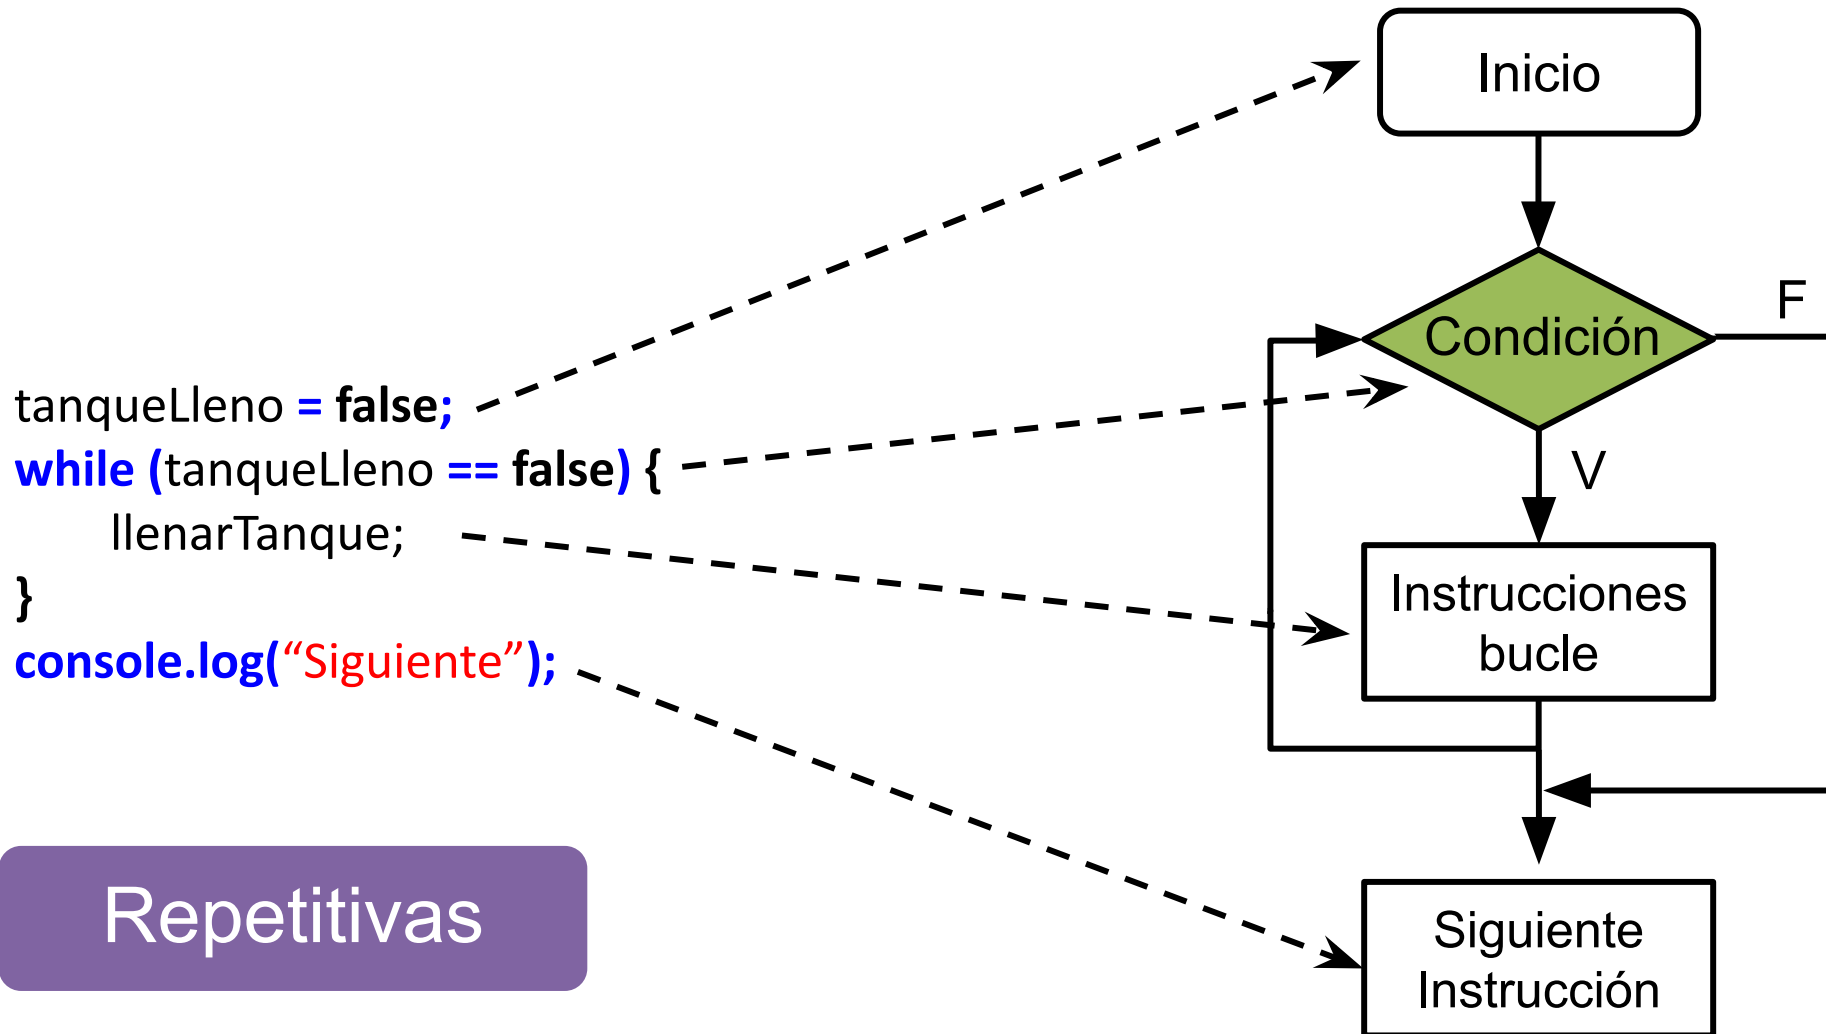 Inicio
F
Condición
tanqueLleno = false;
while (tanqueLleno == false) {
V
llenarTanque;
Instrucciones
bucle
}
console.log(“Siguiente”);
Repetitivas
Siguiente
Instrucción